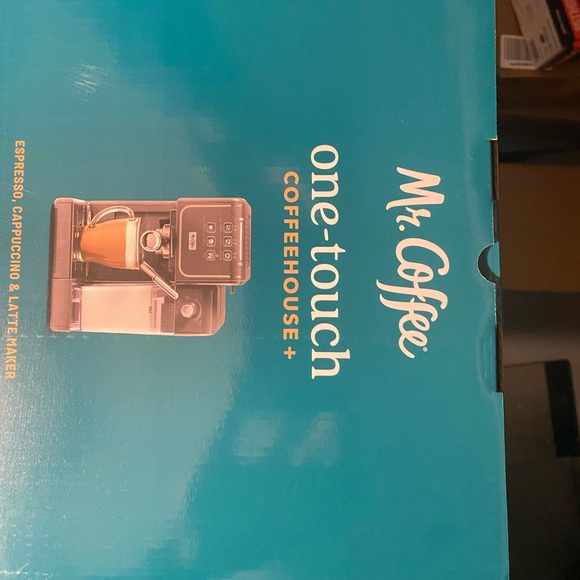 Mr. Coffee®
one-touch
COFFEEHOUSE +
ESPRESSO, CAPPUCCINO & LATTE MAKER